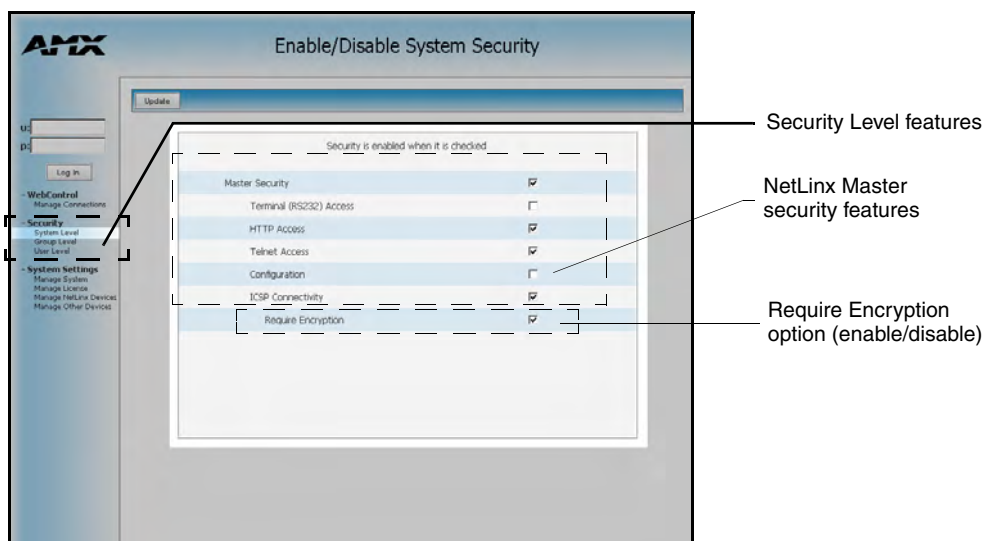 AMX
Enable/Disable System Security
Update
u:
p:
Log In
- WebControl
Manage Connections
- Security
System Level
Group Level
User Level
- System Settings
Manage System
Manage License
Manage NetLinx Devices
Manage Other Devices
Security is enabled when it is checked
Master Security
Terminal (RS232) Access
HTTP Access
Telnet Access
Configuration
ICSP Connectivity
Require Encryption
Security Level features
NetLinx Master
security features
Require Encryption
option (enable/disable)